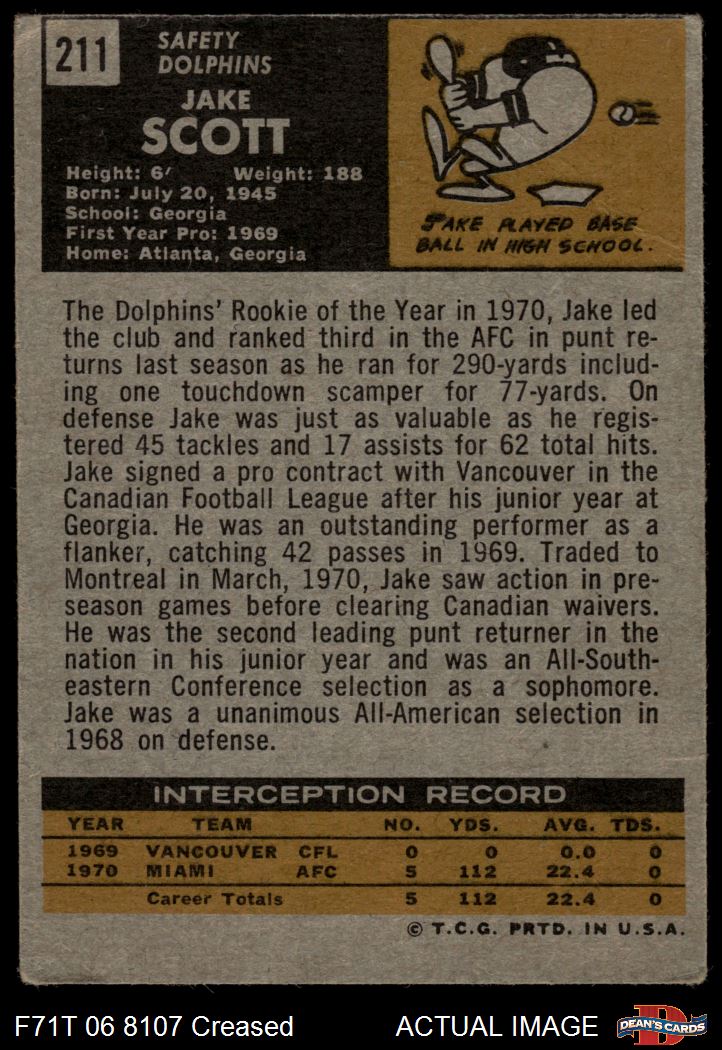 211
SAFETY
DOLPHINS
JAKE
SCOTT
Height: 6' Weight: 188
Born: July 20, 1945
School: Georgia
First Year Pro: 1969
Home: Atlanta, Georgia
JAKE PLAYED BASE
BALL IN HIGH SCHOOL.
The Dolphins' Rookie of the Year in 1970, Jake led
the club and ranked third in the AFC in punt re-
turns last season as he ran for 290-yards includ-
ing one touchdown scamper for 77-yards. On
defense Jake was just as valuable as he regis-
tered 45 tackles and 17 assists for 62 total hits.
Jake signed a pro contract with Vancouver in the
Canadian Football League after his junior year at
Georgia. He was an outstanding performer as a
flanker, catching 42 passes in 1969. Traded to
Montreal in March, 1970, Jake saw action in pre-
season games before clearing Canadian waivers.
He was the second leading punt returner in the
nation in his junior year and was an All-South-
eastern Conference selection as a sophomore.
Jake was a unanimous All-American selection in
1968 on defense.
INTERCEPTION RECORD
YEAR TEAM NO. YDS. AVG. TDS.
1969 VANCOUVER CFL 0 0 0.0 0
1970 MIAMI AFC 5 112 22.4 0
Career Totals 5 112 22.4 0
© T.C.G. PRTD. IN U.S.A.
F71T 06 8107 Creased ACTUAL IMAGE
DEAN'S CARDS